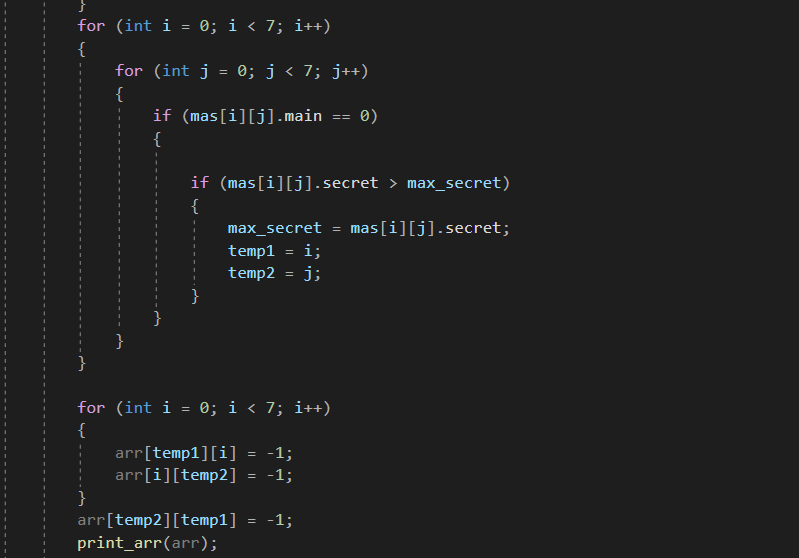 }
for (int i = 0; i < 7; i++)
{
for (int j = 0; j < 7; j++)
{
if (mas[i][j].main == 0)
{
if (mas[i][j].secret > max_secret)
{
max_secret = mas[i][j].secret;
temp1 = i;
temp2 = j;
}
}
}
}
for (int i = 0; i < 7; i++)
{
arr[temp1][i] = -1;
arr[i][temp2] = -1;
}
arr[temp2][temp1] = -1;
print_arr(arr);